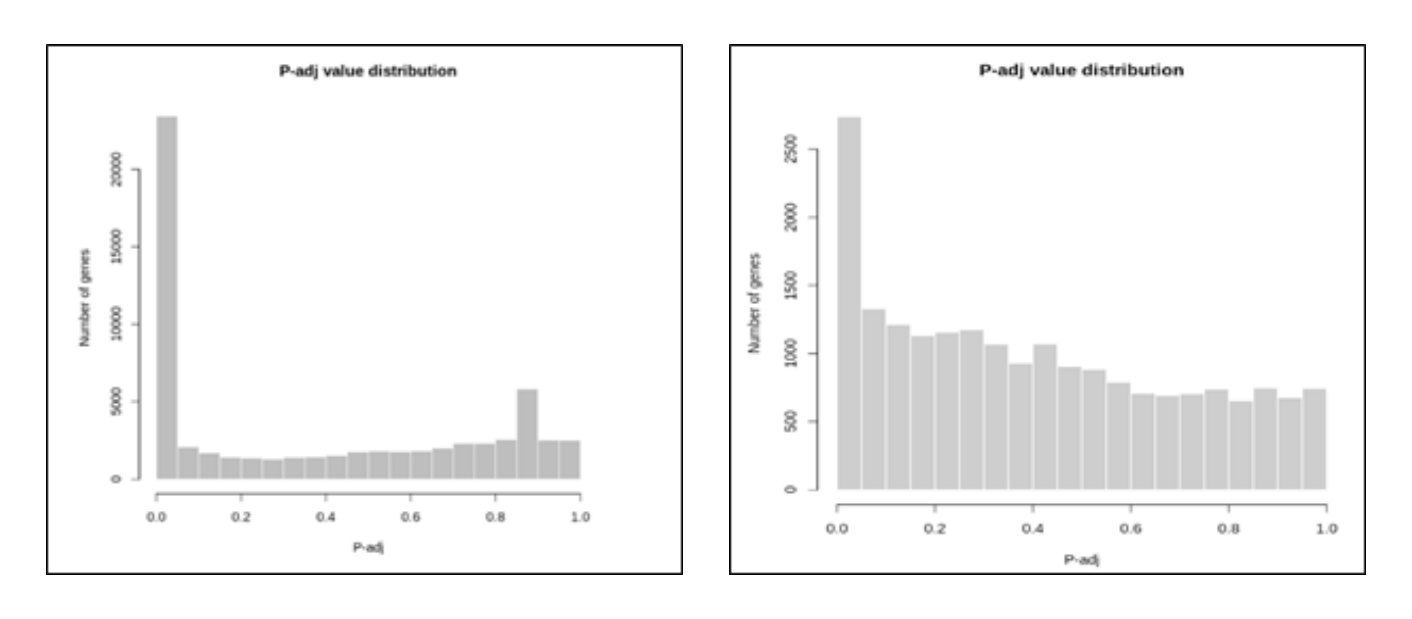 P-adj value distribution
Number of genes
20000
15000
10000
5000
0
0.0 0.2 0.4 0.6 0.8 1.0
P-adj
P-adj value distribution
Number of genes
2500
2000
1500
1000
500
0
0.0 0.2 0.4 0.6 0.8 1.0
P-adj